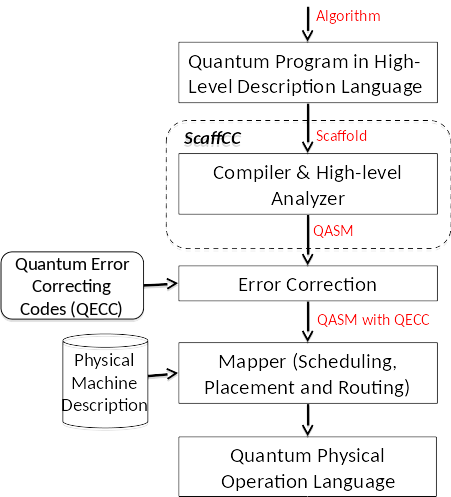 Algorithm
Quantum Program in High-
Level Description Language
Scaffold
ScaffCC
Compiler & High-level
Analyzer
QASM
Quantum Error
Correcting
Codes (QECC)
Error Correction
QASM with QECC
Physical
Machine
Description
Mapper (Scheduling,
Placement and Routing)
Quantum Physical
Operation Language